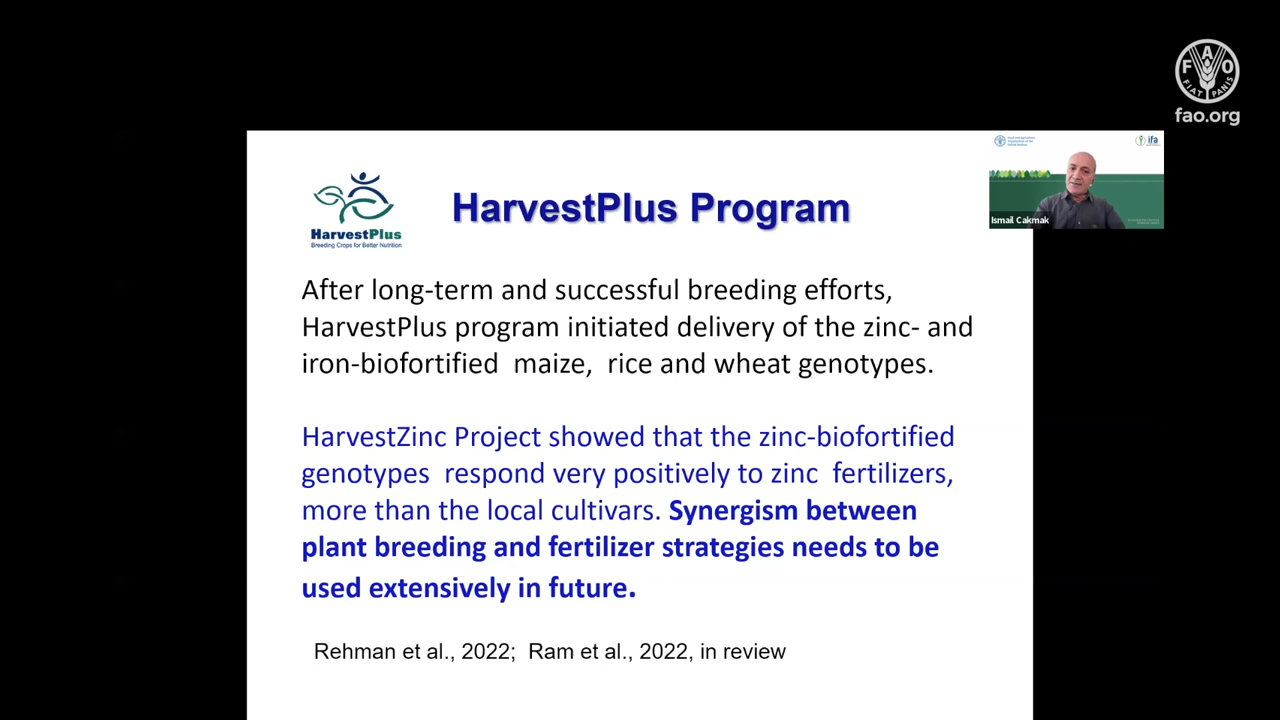 FAO
FIAT PANIS
fao.org
ifa
Ismail Cakmak
HarvestPlus
Breeding Crops for Better Nutrition
HarvestPlus Program
After long-term and successful breeding efforts,
HarvestPlus program initiated delivery of the zinc- and
iron-biofortified maize, rice and wheat genotypes.
HarvestZinc Project showed that the zinc-biofortified
genotypes respond very positively to zinc fertilizers,
more than the local cultivars. Synergism between
plant breeding and fertilizer strategies needs to be
used extensively in future.
Rehman et al., 2022; Ram et al., 2022, in review